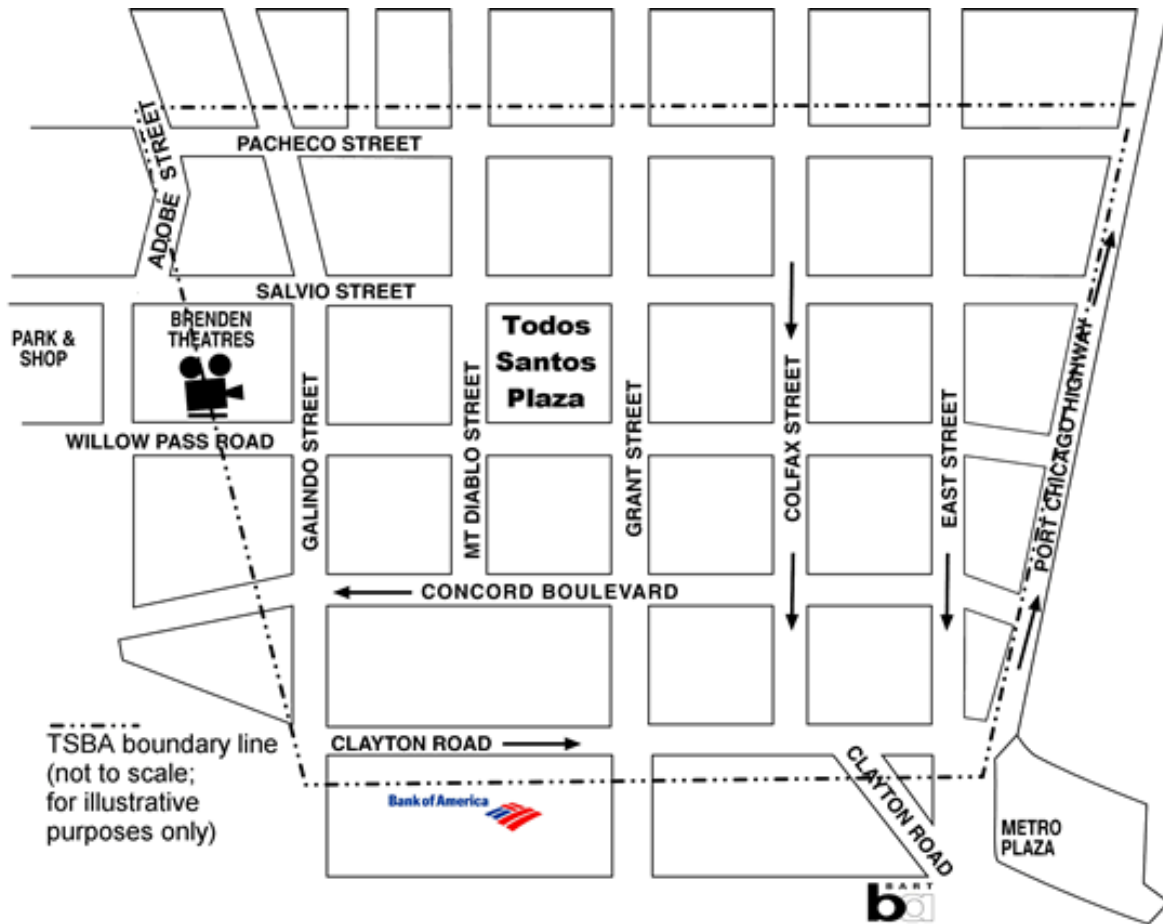 ADOBE STREET
PACHECO STREET
SALVIO STREET
PARK &
SHOP
BRENDEN
THEATRES
Todos
Santos
Plaza
WILLOW PASS ROAD
GALINDO STREET
MT DIABLO STREET
GRANT STREET
COLFAX STREET
EAST STREET
PORT CHICAGO HIGHWAY
CONCORD BOULEVARD
TSBA boundary line
(not to scale;
for illustrative
purposes only)
CLAYTON ROAD
Bank of America
CLAYTON ROAD
METRO
PLAZA
BART
ba